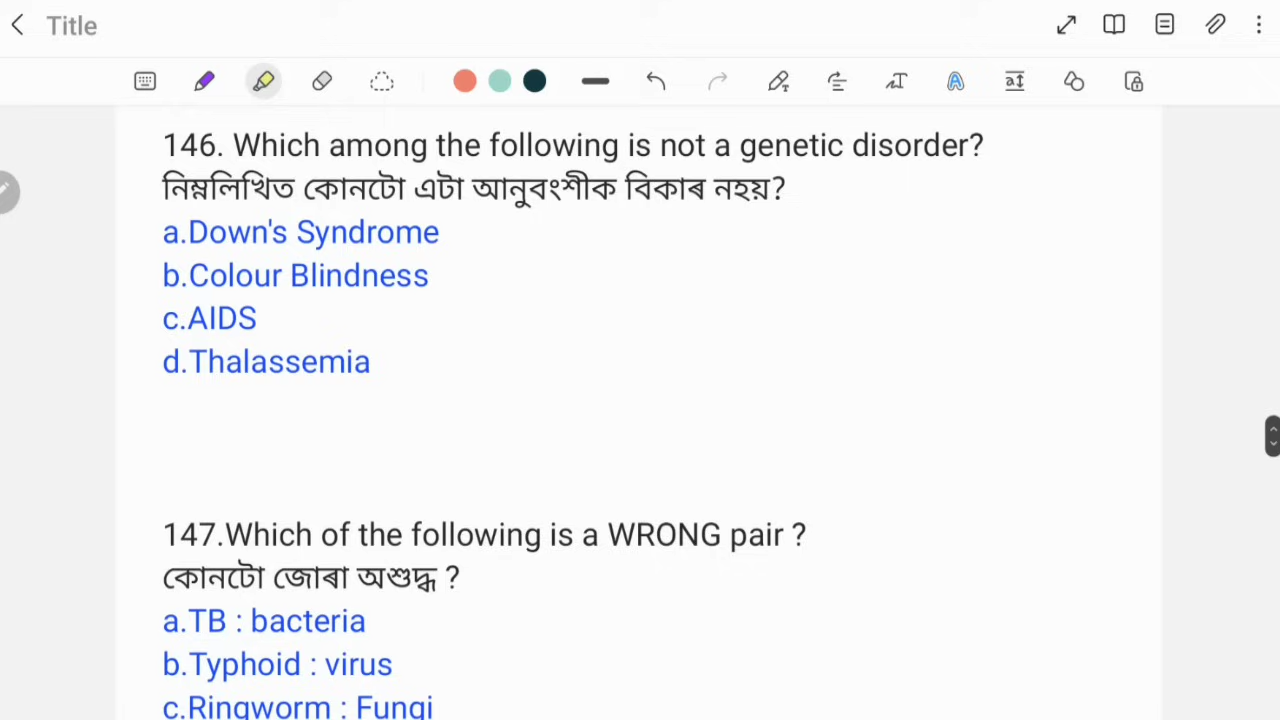 Title
146. Which among the following is not a genetic disorder?
নিম্নলিখিত কোনটো এটা আনুবংশীক বিকাৰ নহয়?
a.Down's Syndrome
b.Colour Blindness
c.AIDS
d.Thalassemia
147.Which of the following is a WRONG pair ?
কোনটো জোৰা অশুদ্ধ ?
a.TB : bacteria
b.Typhoid : virus
c.Ringworm : Fungi